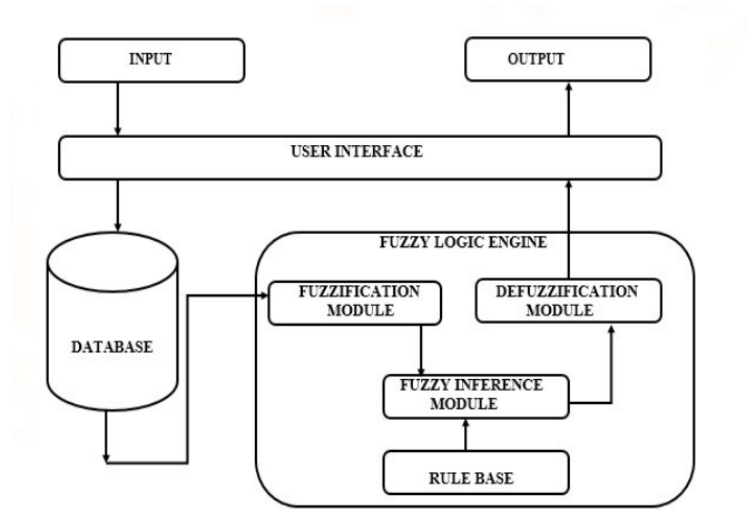 INPUT
OUTPUT
USER INTERFACE
FUZZY LOGIC ENGINE
FUZZIFICATION
MODULE
DEFUZZIFICATION
MODULE
DATABASE
FUZZY INFERENCE
MODULE
RULE BASE